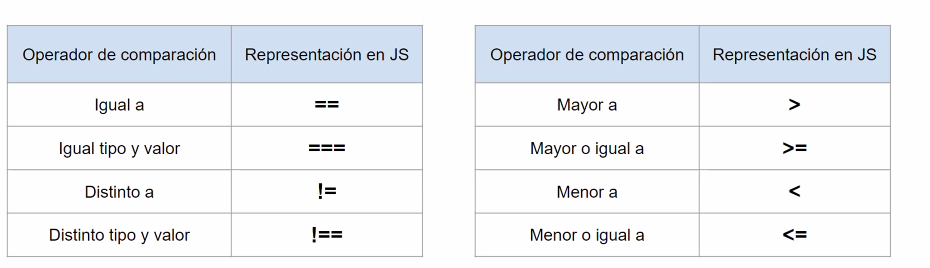 Operador de comparación Representación en JS
Igual a ==
Igual tipo y valor ===
Distinto a !=
Distinto tipo y valor !==
Operador de comparación Representación en JS
Mayor a >
Mayor o igual a >=
Menor a <
Menor o igual a <=